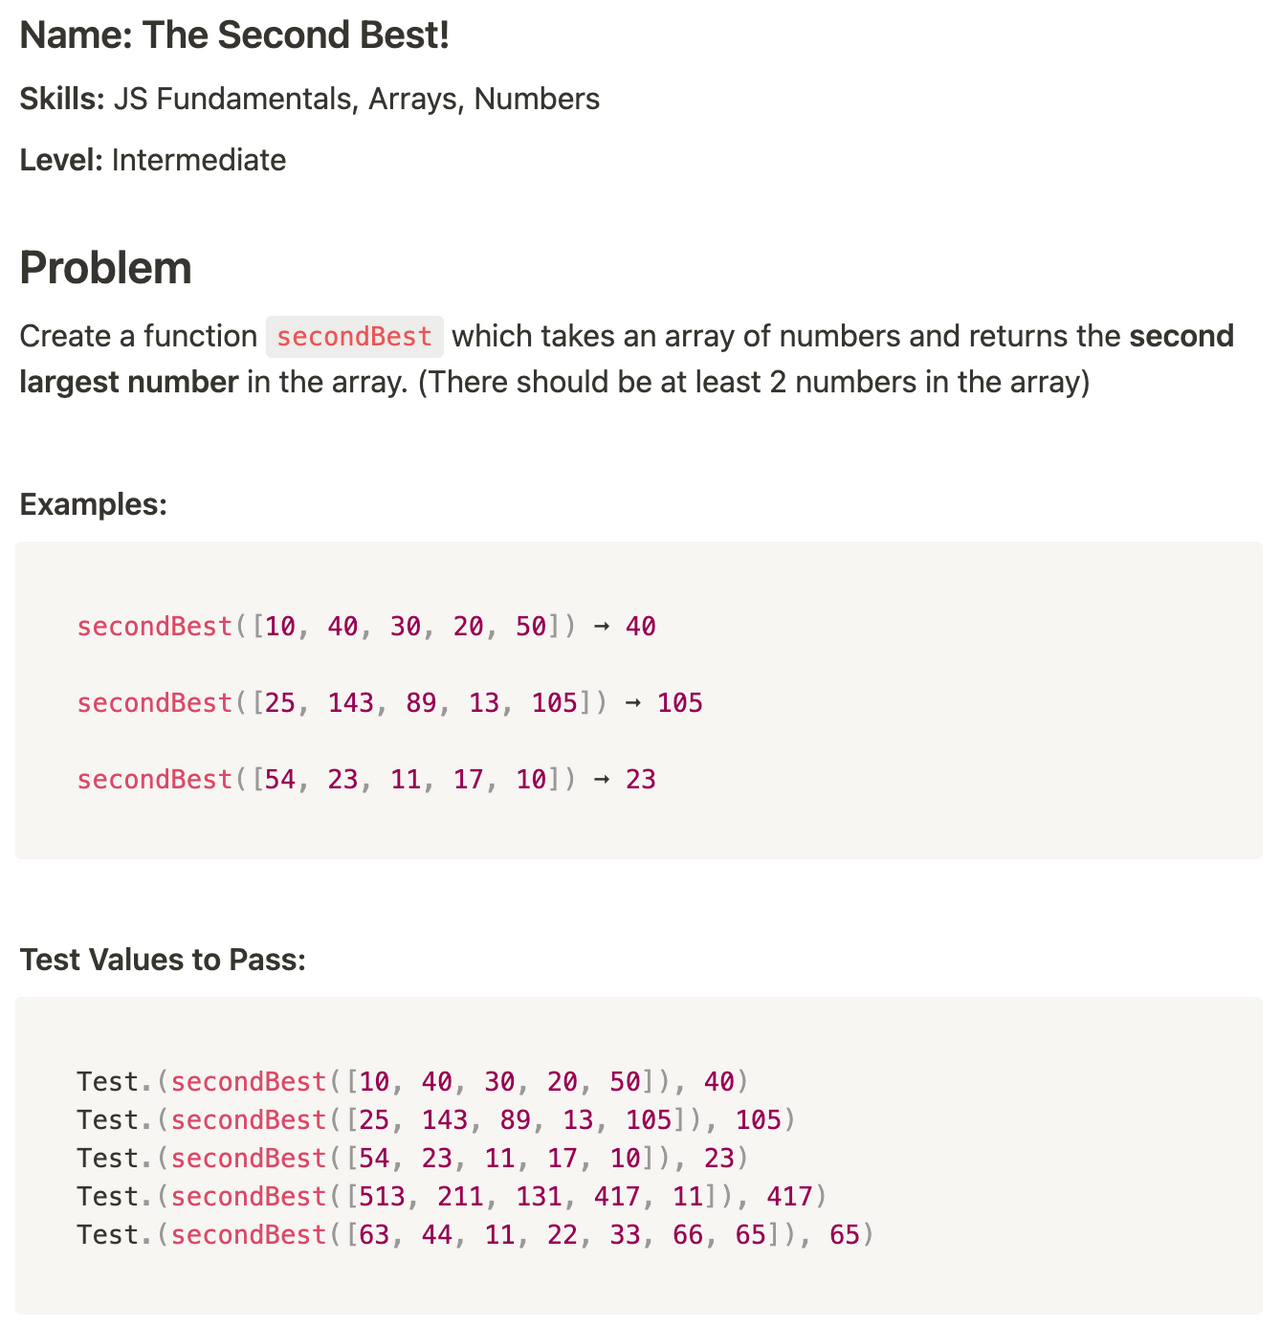 Name: The Second Best!
Skills: JS Fundamentals, Arrays, Numbers
Level: Intermediate
Problem
Create a function secondBest which takes an array of numbers and returns the second
largest number in the array. (There should be at least 2 numbers in the array)
Examples:
secondBest([10, 40, 30, 20, 50]) → 40
secondBest([25, 143, 89, 13, 105]) → 105
secondBest([54, 23, 11, 17, 10]) → 23
Test Values to Pass:
Test.(secondBest([10, 40, 30, 20, 50]), 40)
Test.(secondBest([25, 143, 89, 13, 105]), 105)
Test.(secondBest([54, 23, 11, 17, 10]), 23)
Test.(secondBest([513, 211, 131, 417, 11]), 417)
Test.(secondBest([63, 44, 11, 22, 33, 66, 65]), 65)